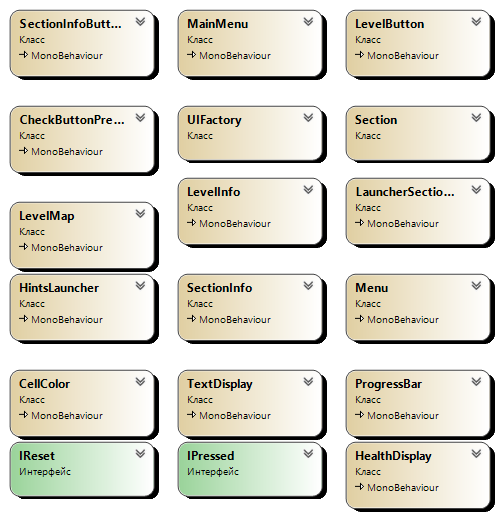 SectionInfoButt...
Класс
MonoBehaviour
MainMenu
Класс
MonoBehaviour
LevelButton
Класс
MonoBehaviour
CheckButtonPre...
Класс
MonoBehaviour
UIFactory
Класс
Section
Класс
LevelMap
Класс
MonoBehaviour
LevelInfo
Класс
MonoBehaviour
LauncherSectio...
Класс
MonoBehaviour
HintsLauncher
Класс
MonoBehaviour
SectionInfo
Класс
MonoBehaviour
Menu
Класс
MonoBehaviour
CellColor
Класс
MonoBehaviour
TextDisplay
Класс
MonoBehaviour
ProgressBar
Класс
MonoBehaviour
IReset
Интерфейс
IPressed
Интерфейс
HealthDisplay
Класс
MonoBehaviour